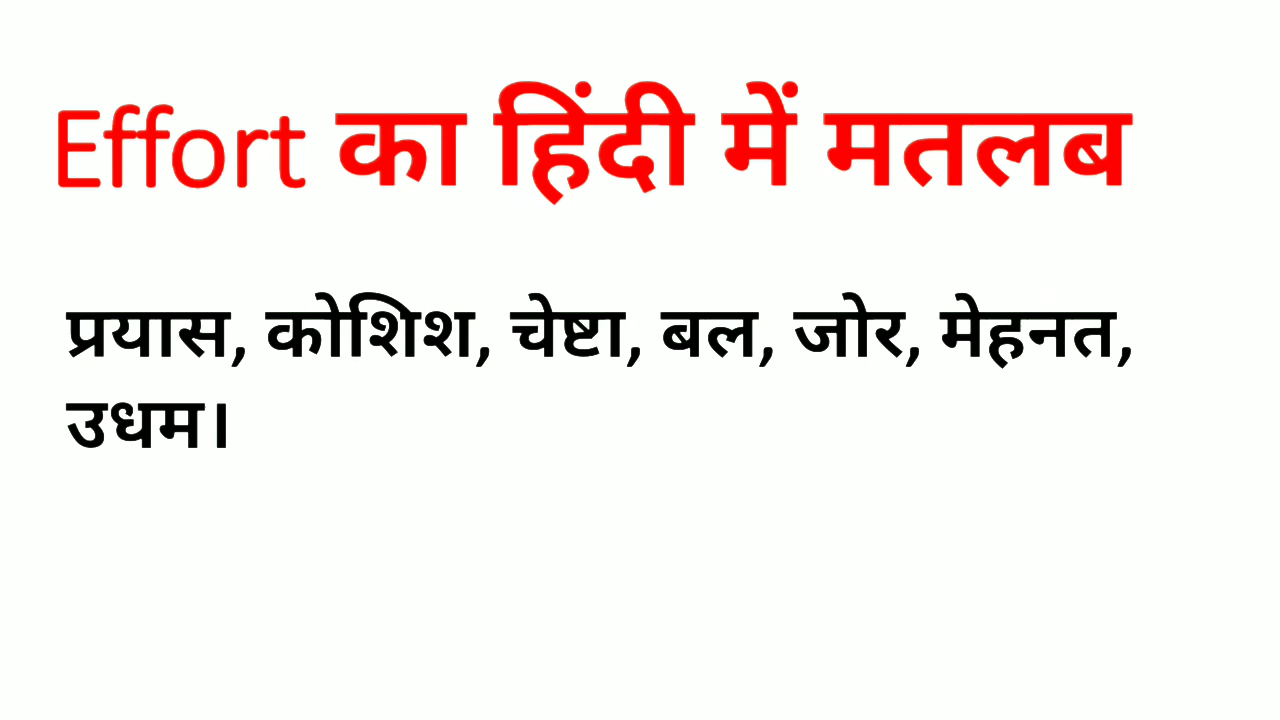 Effort का हिंदी में मतलब
प्रयास, कोशिश, चेष्टा, बल, जोर, मेहनत,
उधम।